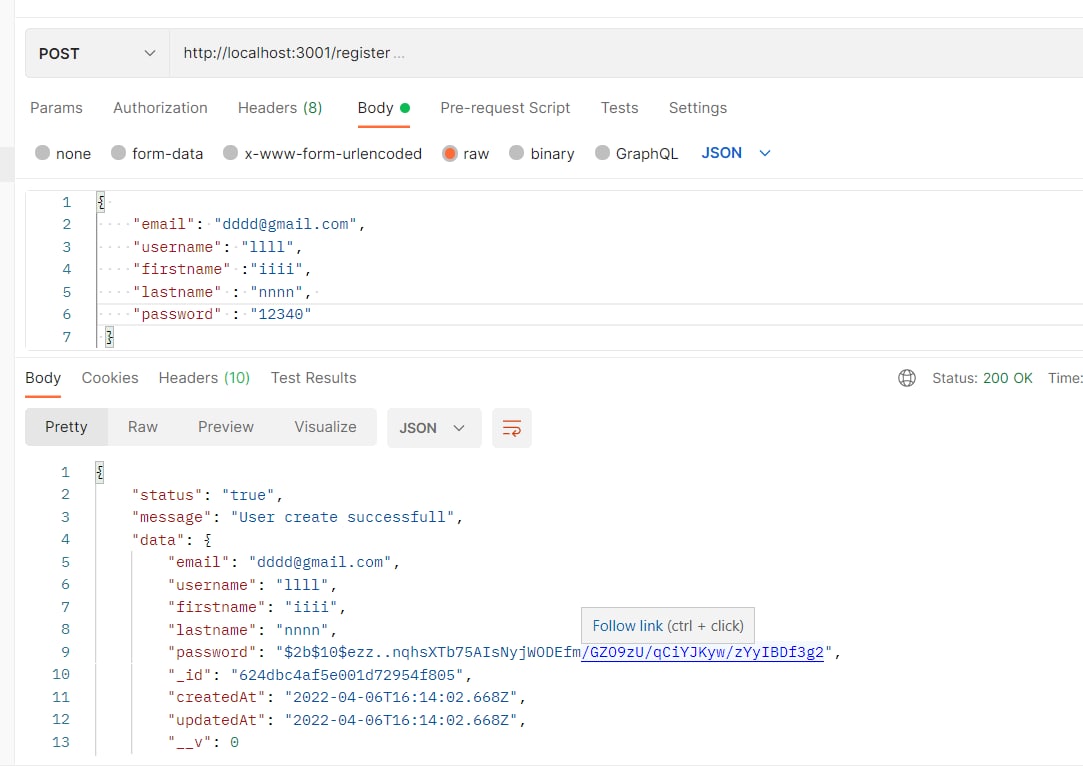 POST http://localhost:3001/register ...
Params Authorization Headers (8) Body Pre-request Script Tests Settings
none form-data x-www-form-urlencoded raw binary GraphQL JSON
1 {
2 "email": "dddd@gmail.com",
3 "username": "llll",
4 "firstname" :"iiii",
5 "lastname" : "nnnn",
6 "password" : "12340"
7 }
Body Cookies Headers (10) Test Results Status: 200 OK Time:
Pretty Raw Preview Visualize JSON
1 {
2 "status": "true",
3 "message": "User create successfull",
4 "data": {
5 "email": "dddd@gmail.com",
6 "username": "llll",
7 "firstname": "iiii",
8 "lastname": "nnnn",
Follow link (ctrl + click)
9 "password": "$2b$10$ezz..nqhsXTb75AIsNyjWODEfm/GZO9zU/qCiYJKyw/zYyIBDf3g2",
10 "_id": "624dbc4af5e001d72954f805",
11 "createdAt": "2022-04-06T16:14:02.668Z",
12 "updatedAt": "2022-04-06T16:14:02.668Z",
13 "__v": 0